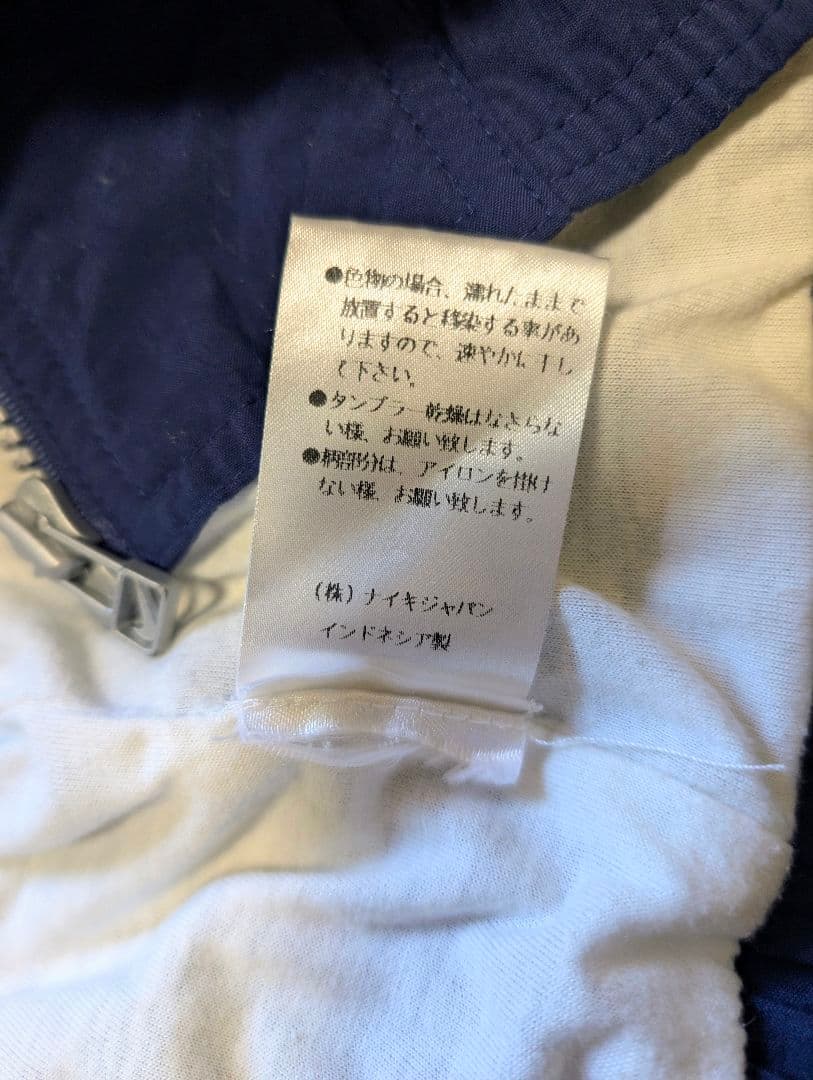 ●色物の場合、濡れたままで
放置すると移染する事があ
りますので、速やかに干し
て下さい。
●タンブラー乾燥はなさらな
い様、お願い致します。
●柄部分は、アイロンを掛け
ない様、お願い致します。
(株)ナイキジャパン
インドネシア製